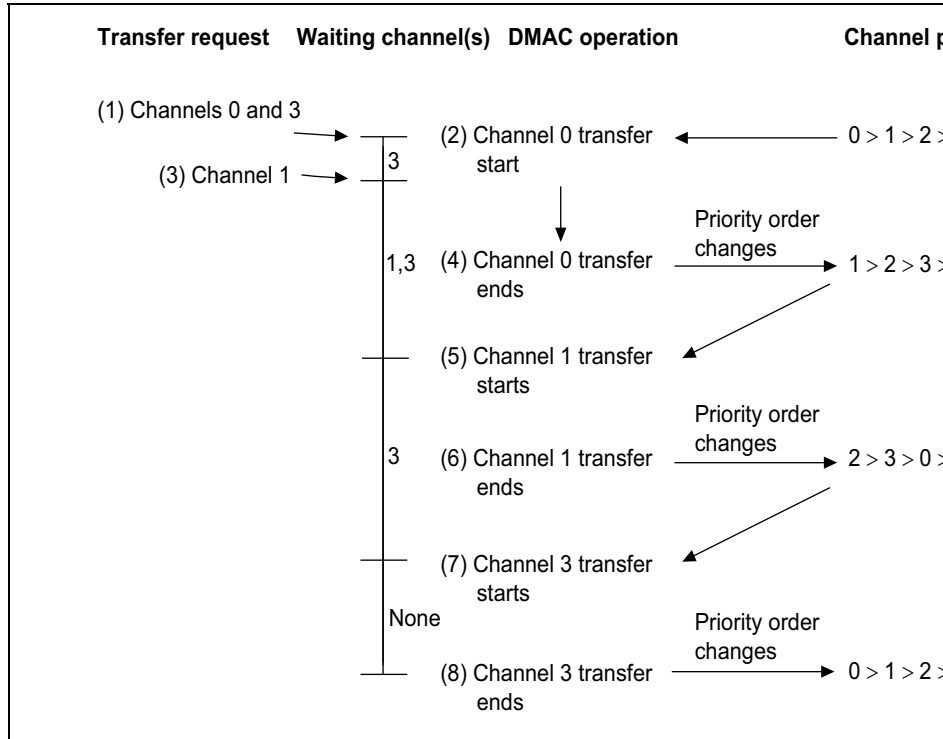 Transfer request Waiting channel(s) DMAC operation Channel p
(1) Channels 0 and 3
(2) Channel 0 transfer start
0 > 1 > 2 >
3
(3) Channel 1
Priority order changes
1,3
(4) Channel 0 transfer ends
1 > 2 > 3 >
(5) Channel 1 transfer starts
Priority order changes
3
(6) Channel 1 transfer ends
2 > 3 > 0 >
(7) Channel 3 transfer starts
None
Priority order changes
(8) Channel 3 transfer ends
0 > 1 > 2 >